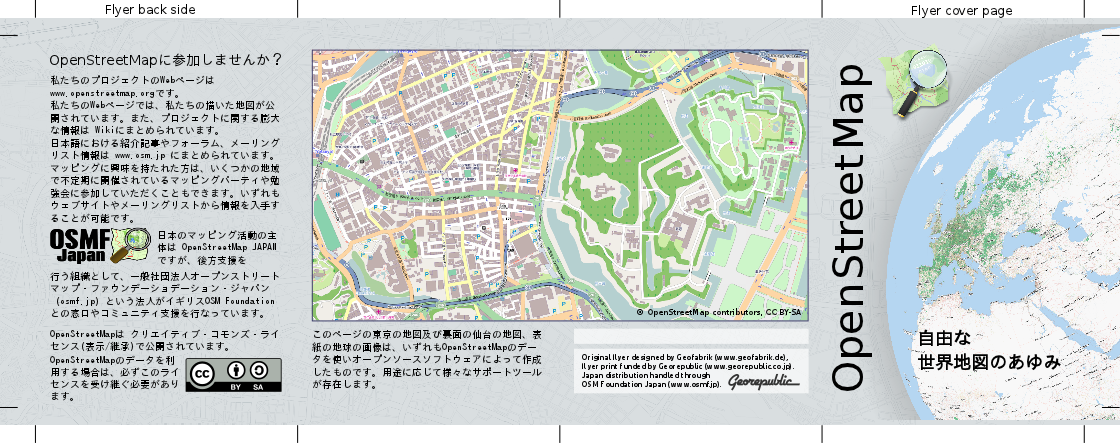 Flyer back side
Flyer cover page
OpenStreetMapに参加しませんか？
私たちのプロジェクトのWebページは
www.openstreetmap.orgです。
私たちのWebページでは、私たちの描いた地図が公
開されています。また、プロジェクトに関する膨大
な情報は Wikiにまとめられています。
日本語における紹介記事やフォーラム、メーリング
リスト情報は www.osm.jp にまとめられています。
マッピングに興味を持たれた方は、いくつかの地域
で不定期に開催されているマッピングパーティや勉
強会に参加していただくこともできます。いずれも
ウェブサイトやメーリングリストから情報を入手す
ることが可能です。
OSMF
Japan
日本のマッピング活動の主
体は OpenStreetMap JAPAN
ですが、後方支援を
行う組織として、一般社団法人オープンストリート
マップ・ファウンデーショデーション・ジャパン
(osmf.jp) という法人がイギリスOSM Foundation
との窓口やコミュニティ支援を行なっています。
OpenStreetMapは クリエイティブ・コモンズ・ライ
センス(表示/継承)で公開されています。
OpenStreetMapのデータを利
用する場合は、必ずこのライ
センスを受け継ぐ必要があり
ます。
cc
BY SA
© OpenStreetMap contributors, CC BY-SA
このページの東京の地図及び裏面の仙台の地図、表
紙の地球の画像は、いずれもOpenStreetMapのデー
タを使いオープンソースソフトウェアによって作成
したものです。用途に応じて様々なサポートツール
が存在します。
Original flyer designed by Geofabrik (www.geofabrik.de),
flyer print funded by Georepublic (www.georepublic.co.jp).
Japan distribution handled through
OSM Foundation Japan (www.osmf.jp).
Georepublic
OpenStreetMap
自由な
世界地図のあゆみ